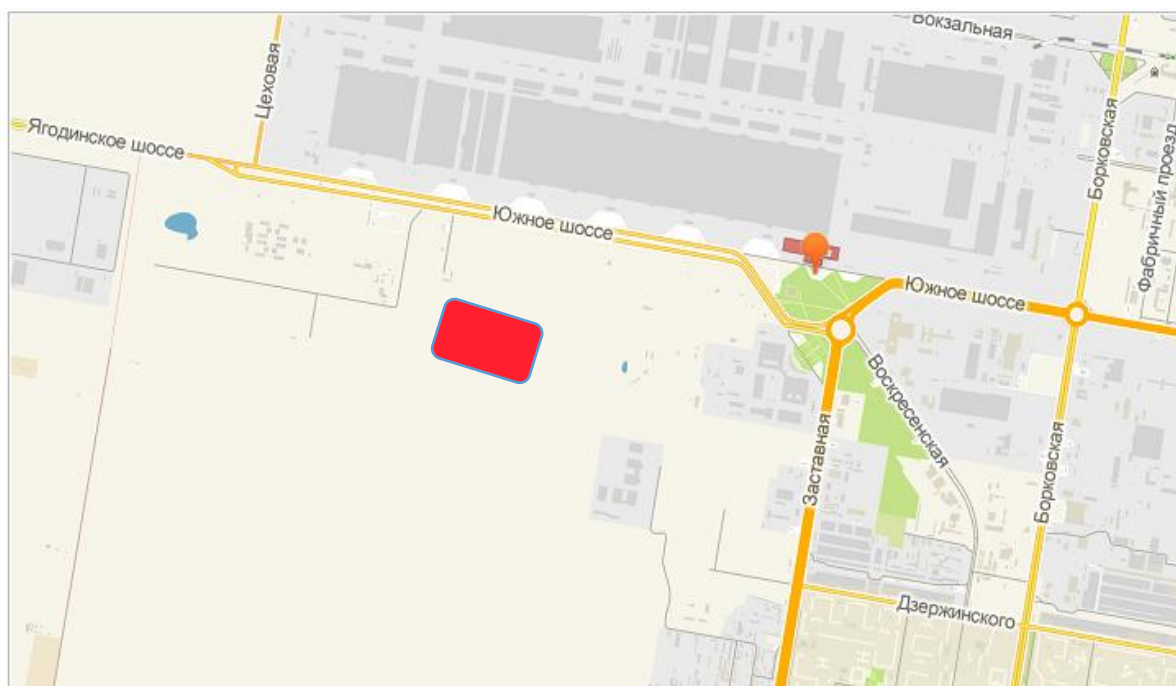 Вокзальная
Цеховая
Ягодинское шоссе
Борковская
Фабричный проезд
Южное шоссе
Южное шоссе
Воскресенская
Заставная
Борковская
Дзержинского